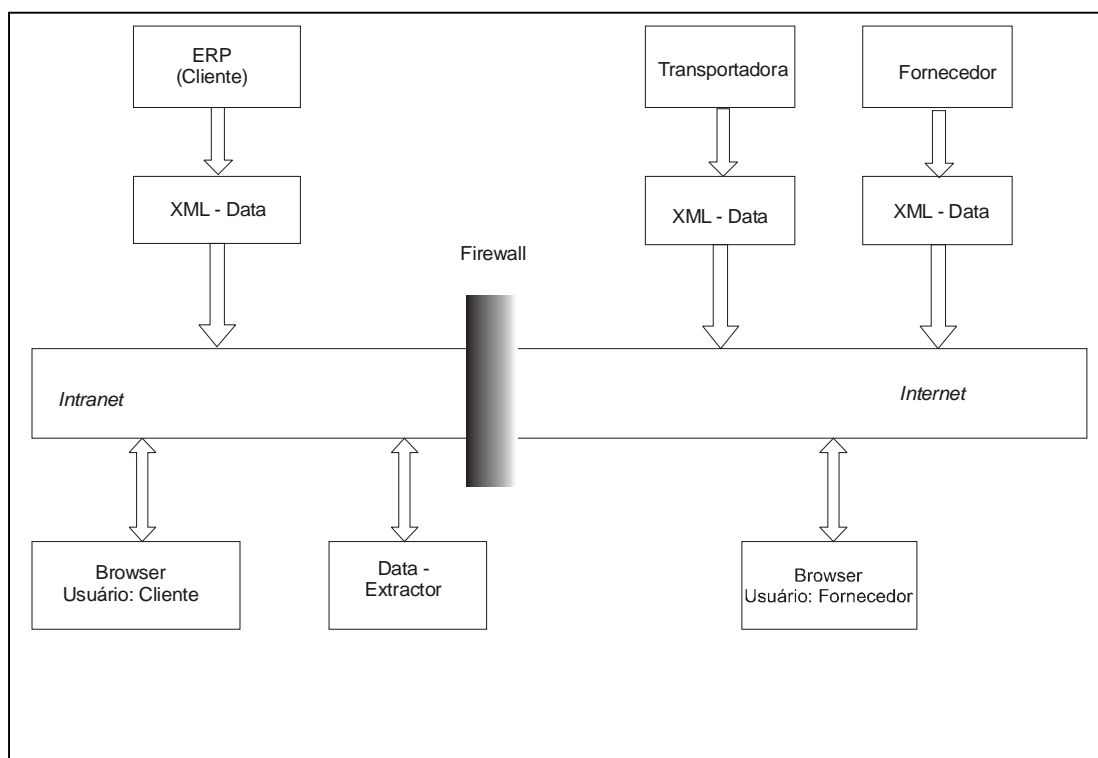 ERP
(Cliente)
Transportadora
Fornecedor
XML - Data
XML - Data
XML - Data
Firewall
Intranet
Internet
Browser
Usuário: Cliente
Data -
Extractor
Browser
Usuário: Fornecedor